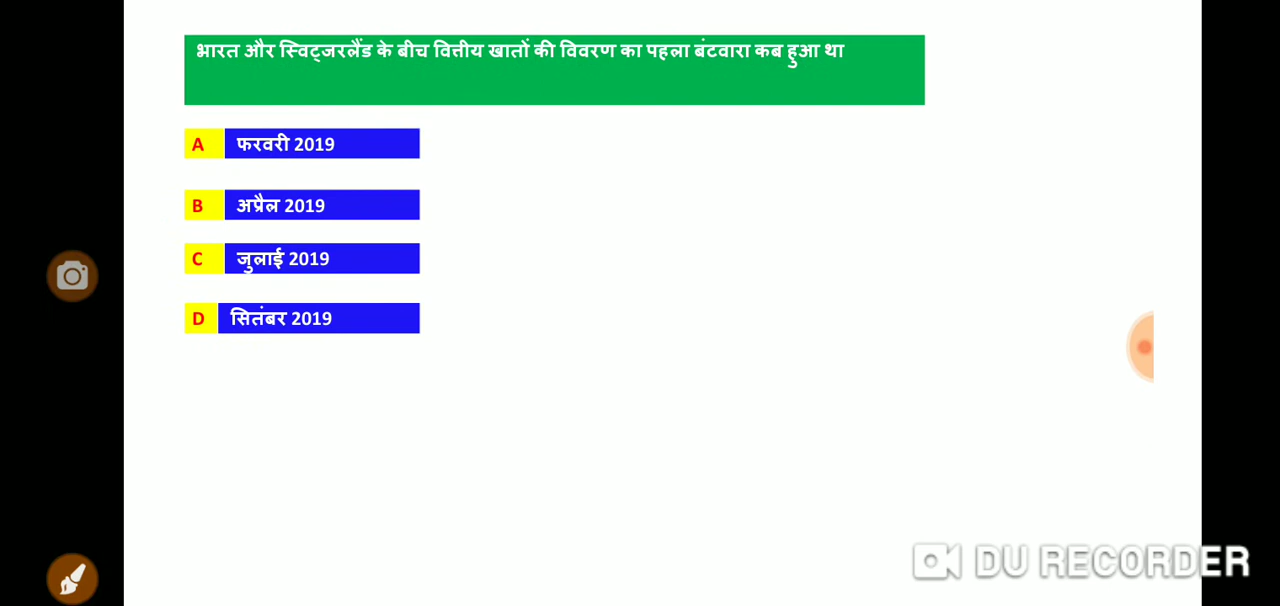 भारत और स्विट्जरलैंड के बीच वित्तीय खातों की विवरण का पहला बंटवारा कब हुआ था
A फरवरी 2019
B अप्रैल 2019
C जुलाई 2019
D सितंबर 2019
DU RECORDER